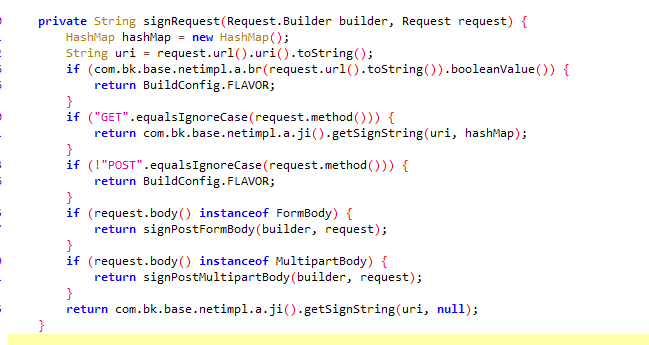 private String signRequest(Request.Builder builder, Request request) {
HashMap hashMap = new HashMap();
String uri = request.url().uri().toString();
if (com.bk.base.netimpl.a.br(request.url().toString()).booleanValue()) {
return BuildConfig.FLAVOR;
}
if ("GET".equalsIgnoreCase(request.method())) {
return com.bk.base.netimpl.a.ji().getSignString(uri, hashMap);
}
if (!"POST".equalsIgnoreCase(request.method())) {
return BuildConfig.FLAVOR;
}
if (request.body() instanceof FormBody) {
return signPostFormBody(builder, request);
}
if (request.body() instanceof MultipartBody) {
return signPostMultipartBody(builder, request);
}
return com.bk.base.netimpl.a.ji().getSignString(uri, null);
}